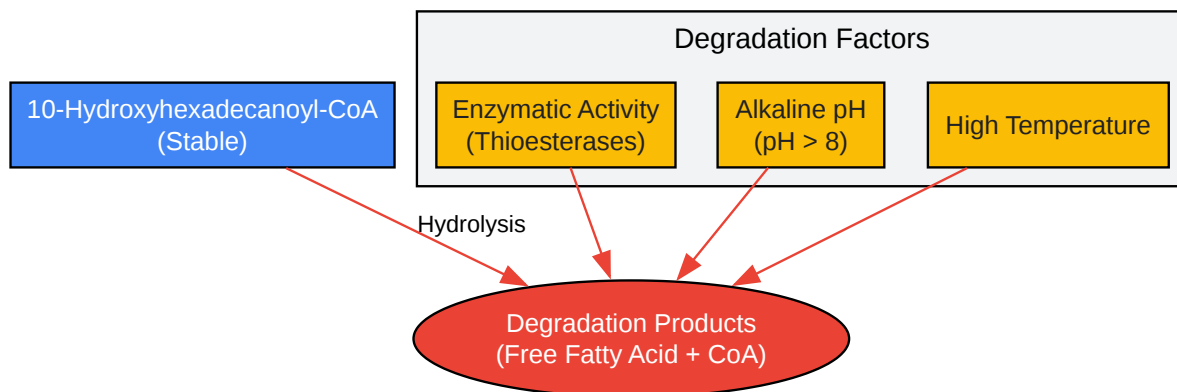 Degradation Factors
10-Hydroxyhexadecanoyl-CoA
(Stable)
Enzymatic Activity
(Thioesterases)
Alkaline pH
(pH > 8)
High Temperature
Hydrolysis
Degradation Products
(Free Fatty Acid + CoA)